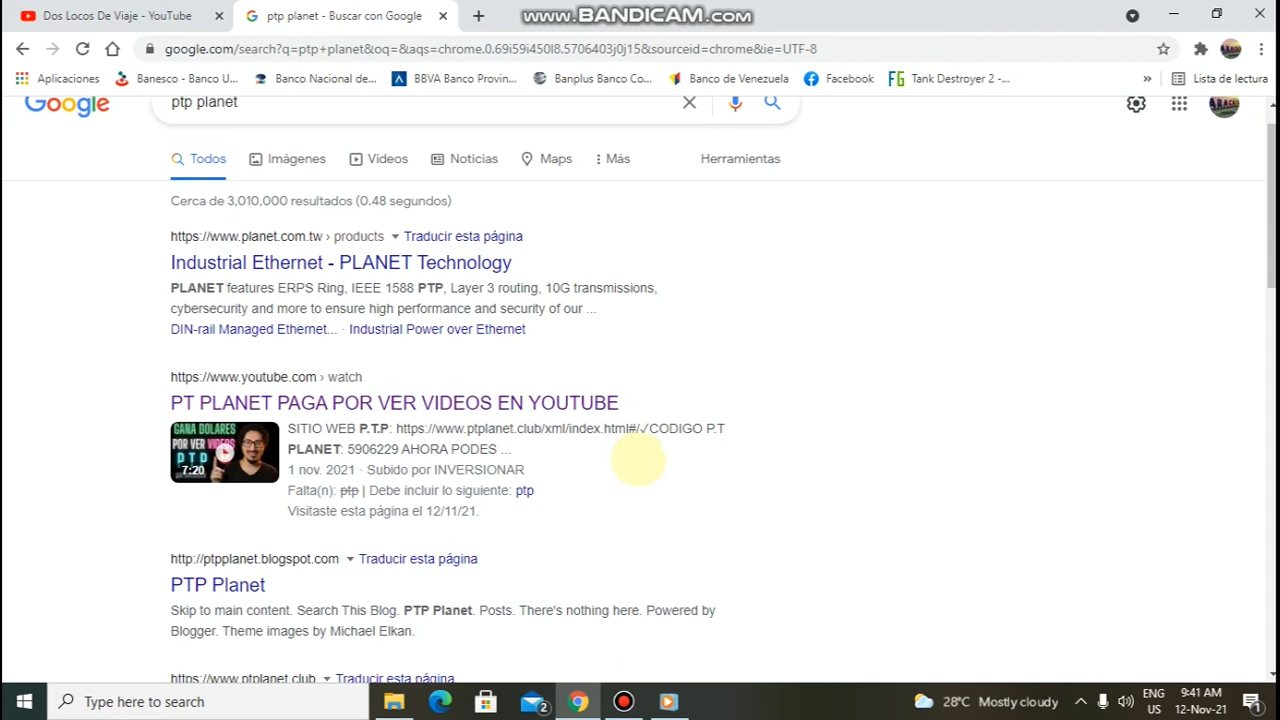 Dos Locos De Viaje - YouTube
ptp planet - Buscar con Google
www.BANDICAM.com
google.com/search?q=ptp+planet&oq=&aqs=chrome.0.69i59i450l8.5706403j0j15&sourceid=chrome&ie=UTF-8
Aplicaciones
Banesco - Banco U...
Banco Nacional de...
BBVA Banco Provin...
Banplus Banco Co...
Banco de Venezuela
Facebook
FG Tank Destroyer 2 -...
»
Lista de lectura
Google
ptp planet
Todos
Imágenes
Videos
Noticias
Maps
Más
Herramientas
Cerca de 3,010,000 resultados (0.48 segundos)
https://www.planet.com.tw › products Traducir esta página
Industrial Ethernet - PLANET Technology
PLANET features ERPS Ring, IEEE 1588 PTP, Layer 3 routing, 10G transmissions,
cybersecurity and more to ensure high performance and security of our ...
DIN-rail Managed Ethernet... · Industrial Power over Ethernet
https://www.youtube.com › watch
PT PLANET PAGA POR VER VIDEOS EN YOUTUBE
GANA DOLARES
POR VER VIDEOS
PTP
7:20
SITIO WEB P.T.P: https://www.ptplanet.club/xml/index.html#/✓CODIGO P.T
PLANET: 5906229 AHORA PODES ...
1 nov. 2021 · Subido por INVERSIONAR
Falta(n): ptp | Debe incluir lo siguiente: ptp
Visitaste esta página el 12/11/21.
http://ptpplanet.blogspot.com Traducir esta página
PTP Planet
Skip to main content. Search This Blog. PTP Planet. Posts. There's nothing here. Powered by
Blogger. Theme images by Michael Elkan.
https://www.ptplanet.club Traducir esta página
Type here to search
2
28°C Mostly cloudy
ENG
US
9:41 AM
12-Nov-21
1